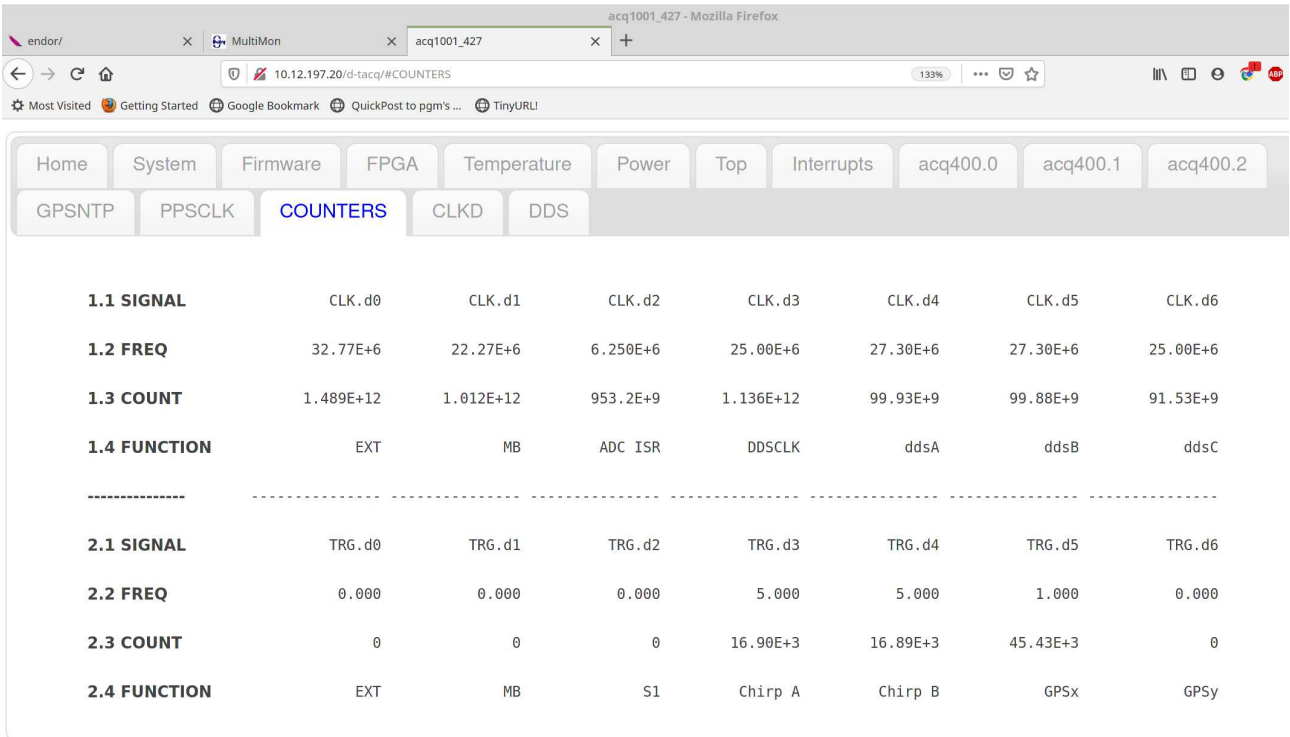 acq1001_427 - Mozilla Firefox
endor/ MultiMon acq1001_427
10.12.197.20/d-tacq/#COUNTERS 133%
Most Visited Getting Started Google Bookmark QuickPost to pgm's ... TinyURL!
Home System Firmware FPGA Temperature Power Top Interrupts acq400.0 acq400.1 acq400.2
GPSNTP PPSCLK COUNTERS CLKD DDS
1.1 SIGNAL CLK.d0 CLK.d1 CLK.d2 CLK.d3 CLK.d4 CLK.d5 CLK.d6
1.2 FREQ 32.77E+6 22.27E+6 6.250E+6 25.00E+6 27.30E+6 27.30E+6 25.00E+6
1.3 COUNT 1.489E+12 1.012E+12 953.2E+9 1.136E+12 99.93E+9 99.88E+9 91.53E+9
1.4 FUNCTION EXT MB ADC ISR DDSCLK ddsA ddsB ddsC
--------------- --------------- --------------- --------------- --------------- --------------- --------------- ---------------
2.1 SIGNAL TRG.d0 TRG.d1 TRG.d2 TRG.d3 TRG.d4 TRG.d5 TRG.d6
2.2 FREQ 0.000 0.000 0.000 5.000 5.000 1.000 0.000
2.3 COUNT 0 0 0 16.90E+3 16.89E+3 45.43E+3 0
2.4 FUNCTION EXT MB S1 Chirp A Chirp B GPSx GPSy